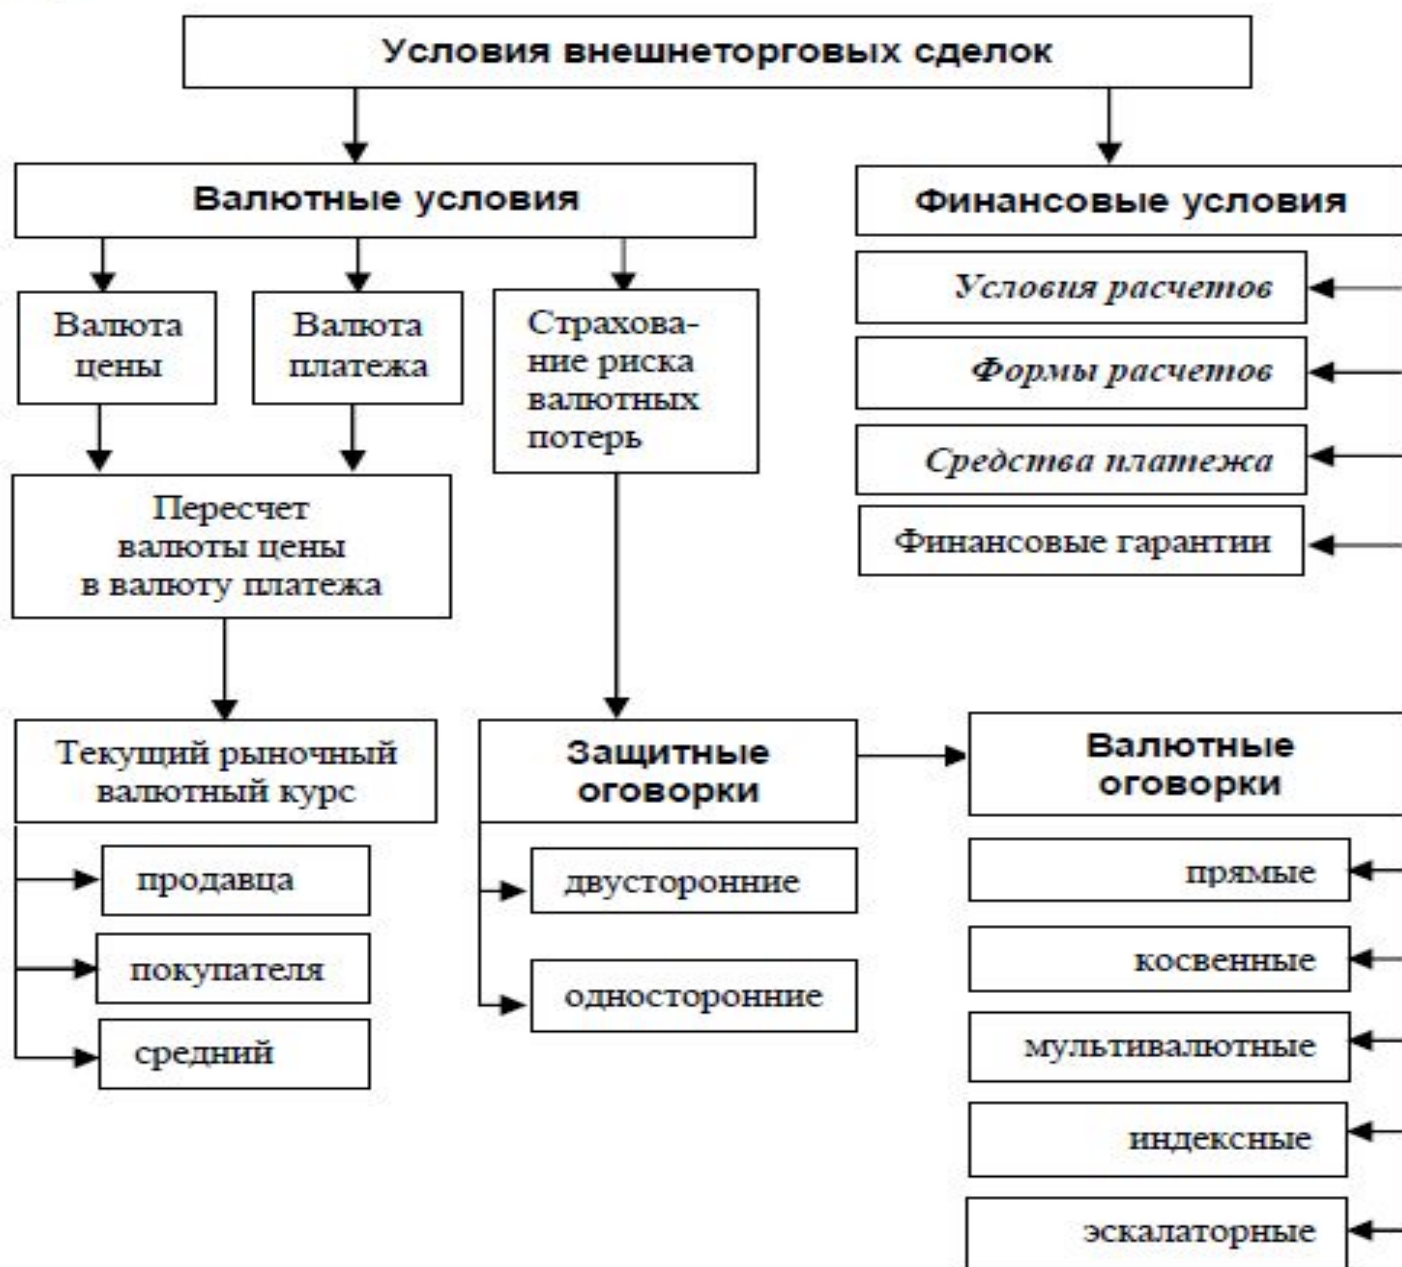 Условия внешнеторговых сделок
Валютные условия
Финансовые условия
Валюта
цены
Валюта
платежа
Страхова-
ние риска
валютных
потерь
Условия расчетов
Формы расчетов
Средства платежа
Финансовые гарантии
Пересчет
валюты цены
в валюту платежа
Текущий рыночный
валютный курс
продавца
покупателя
средний
Защитные
оговорки
двусторонние
односторонние
Валютные
оговорки
прямые
косвенные
мультивалютные
индексные
эскалаторные